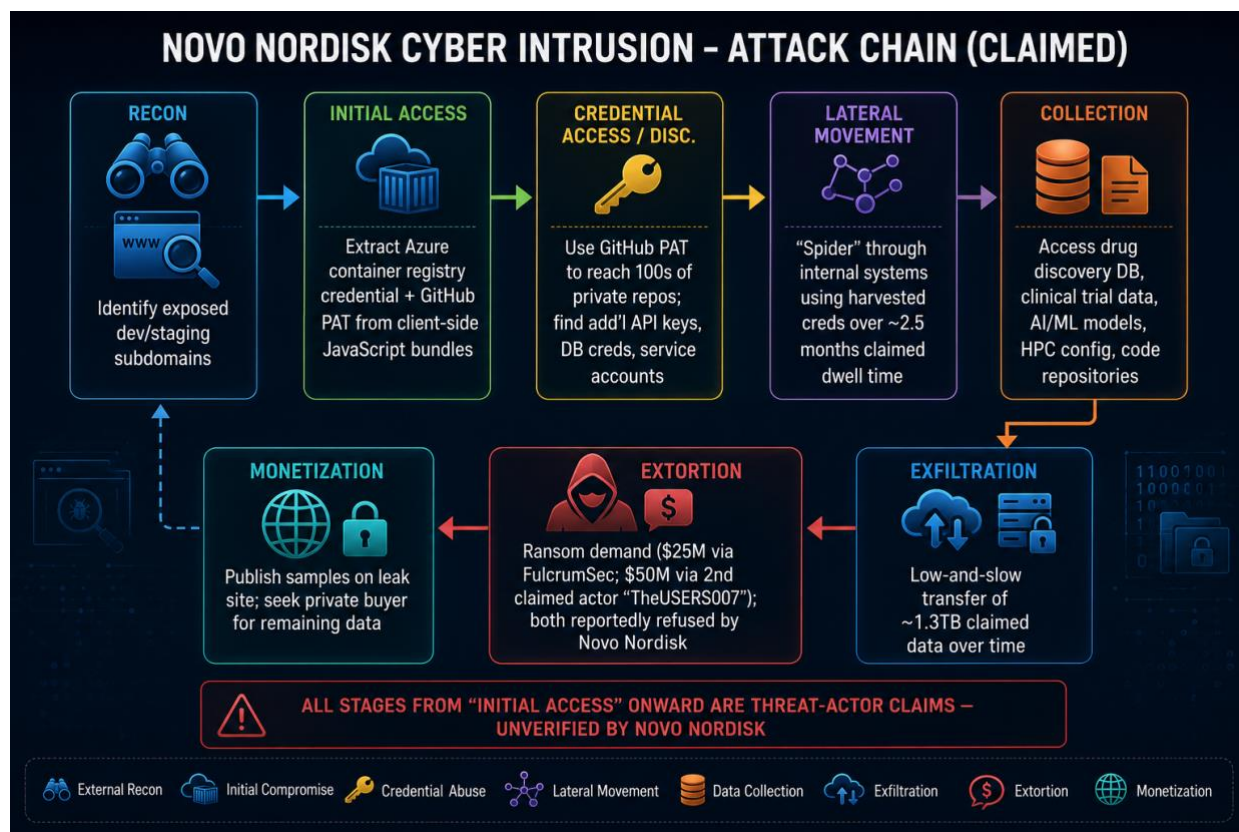 NOVO NORDISK CYBER INTRUSION – ATTACK CHAIN (CLAIMED)
RECON
WWW
Identify exposed
dev/staging
subdomains
INITIAL ACCESS
Extract Azure
container registry
credential + GitHub
PAT from client-side
JavaScript bundles
CREDENTIAL
ACCESS / DISC.
Use GitHub PAT
to reach 100s of
private repos;
find add'l API keys,
DB creds, service
accounts
LATERAL
MOVEMENT
“Spider” through
internal systems
using harvested
creds over ~2.5
months claimed
dwell time
COLLECTION
Access drug
discovery DB,
clinical trial data,
AI/ML models,
HPC config, code
repositories
MONETIZATION
Publish samples on leak
site; seek private buyer
for remaining data
EXTORTION
$
Ransom demand ($25M via
FulcrumSec; $50M via 2nd
claimed actor “TheUSERS007”);
both reportedly refused by
Novo Nordisk
EXFILTRATION
Low-and-slow
transfer of
~1.3TB claimed
data over time
ALL STAGES FROM “INITIAL ACCESS” ONWARD ARE THREAT-ACTOR CLAIMS —
UNVERIFIED BY NOVO NORDISK
External Recon
Initial Compromise
Credential Abuse
Lateral Movement
Data Collection
Exfiltration
$
Extortion
Monetization